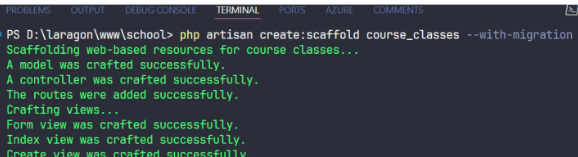 PROBLEMS OUTPUT DEBUG CONSOLE TERMINAL PORTS AZURE COMMENTS
PS D:\laragon\www\school> php artisan create:scaffold course_classes --with-migration
Scaffolding web-based resources for course classes...
A model was crafted successfully.
A controller was crafted successfully.
The routes were added successfully.
Crafting views...
Form view was crafted successfully.
Index view was crafted successfully.
Create view was crafted successfully